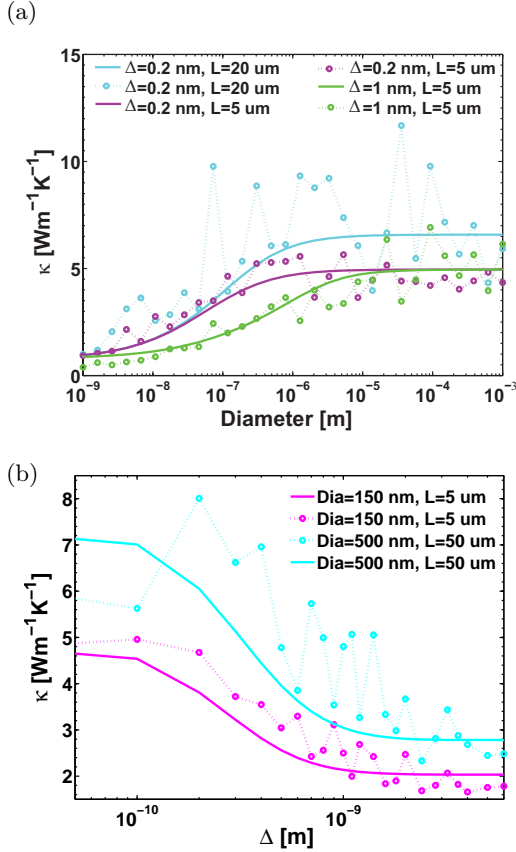 (a)
15
10
5
0
κ [Wm⁻¹K⁻¹]
Δ=0.2 nm, L=20 um
Δ=0.2 nm, L=20 um
Δ=0.2 nm, L=5 um
Δ=0.2 nm, L=5 um
Δ=1 nm, L=5 um
Δ=1 nm, L=5 um
10⁻⁹ 10⁻⁸ 10⁻⁷ 10⁻⁶ 10⁻⁵ 10⁻⁴ 10⁻³
Diameter [m]
(b)
8
7
6
5
4
3
2
κ [Wm⁻¹K⁻¹]
Dia=150 nm, L=5 um
Dia=150 nm, L=5 um
Dia=500 nm, L=50 um
Dia=500 nm, L=50 um
10⁻¹⁰ 10⁻⁹
Δ [m]